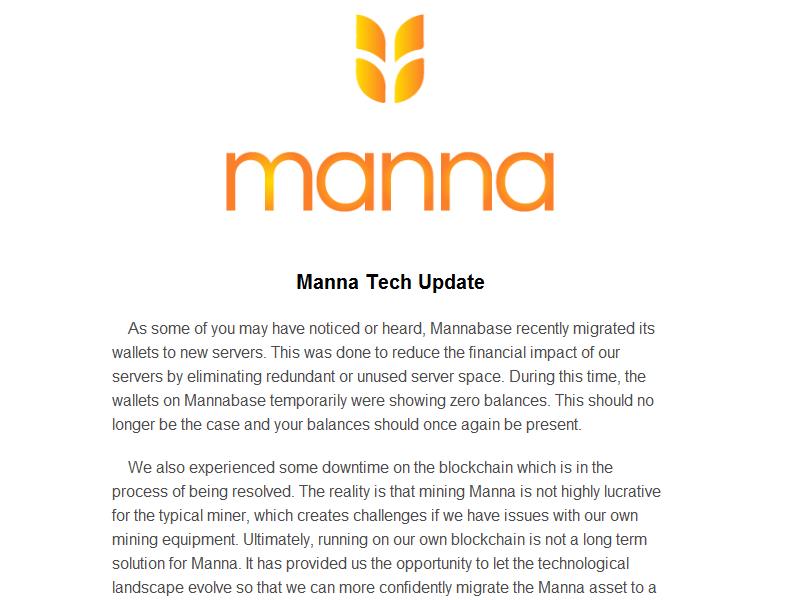 manna
Manna Tech Update
As some of you may have noticed or heard, Mannabase recently migrated its
wallets to new servers. This was done to reduce the financial impact of our
servers by eliminating redundant or unused server space. During this time, the
wallets on Mannabase temporarily were showing zero balances. This should no
longer be the case and your balances should once again be present.
We also experienced some downtime on the blockchain which is in the
process of being resolved. The reality is that mining Manna is not highly lucrative
for the typical miner, which creates challenges if we have issues with our own
mining equipment. Ultimately, running on our own blockchain is not a long term
solution for Manna. It has provided us the opportunity to let the technological
landscape evolve so that we can more confidently migrate the Manna asset to a